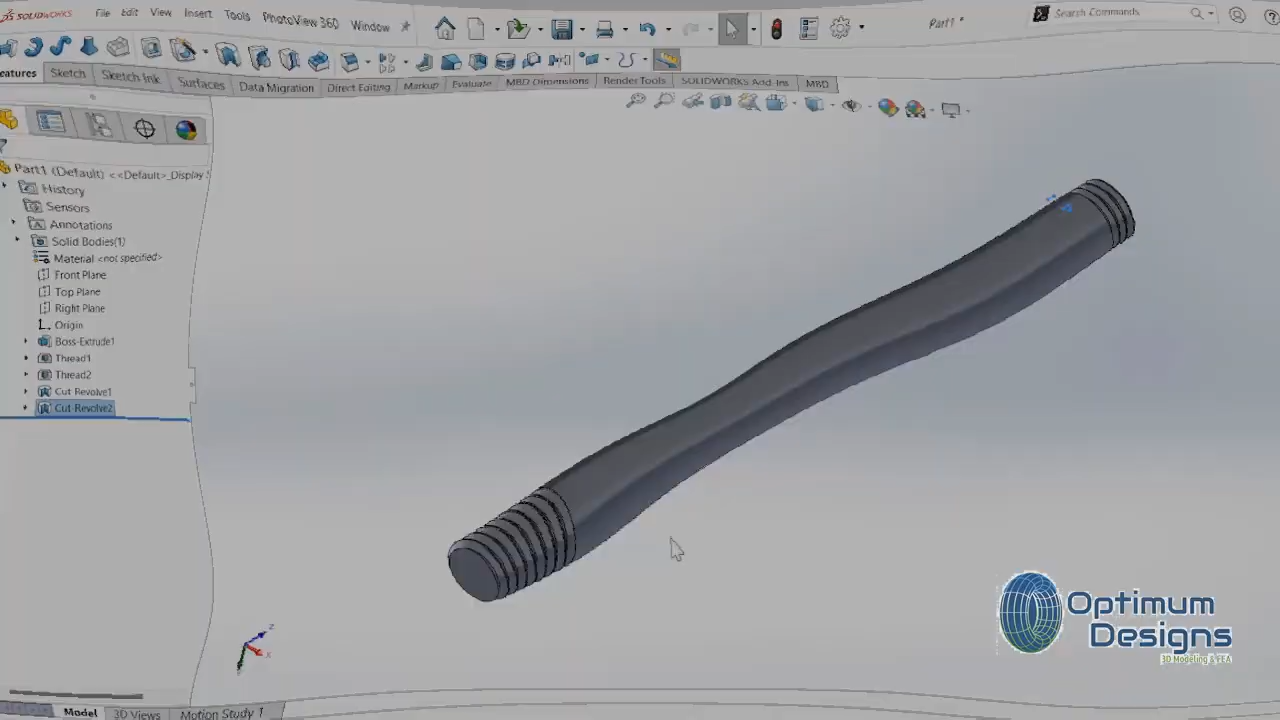 SOLIDWORKS
File Edit View Insert Tools PhotoView 360 Window
Part1 *
Search Commands
eatures Sketch Sketch Ink Surfaces Data Migration Direct Editing Markup Evaluate MBD Dimensions Render Tools SOLIDWORKS Add-Ins MBD
Part1 (Default) <<Default>_Display S
History
Sensors
Annotations
Solid Bodies(1)
Material <not specified>
Front Plane
Top Plane
Right Plane
Origin
Boss-Extrude1
Thread1
Thread2
Cut-Revolve1
Cut-Revolve2
Z
X
Optimum
Designs
3D Modeling & FEA
Model 3D Views Motion Study 1